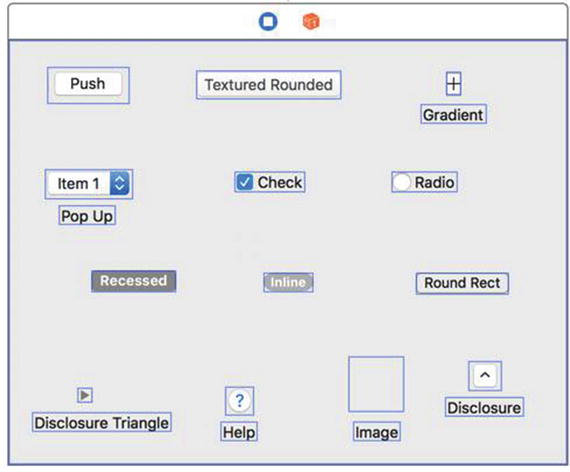 Push
Textured Rounded
Gradient
Item 1
Check
Radio
Pop Up
Recessed
Inline
Round Rect
?
Disclosure Triangle
Help
Image
Disclosure